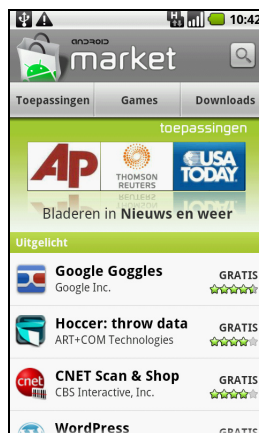 10:42
ANDROID
market
Toepassingen Games Downloads
toepassingen
AP
THOMSON
REUTERS
USA
TODAY
Bladeren in Nieuws en weer
Uitgelicht
Google Goggles
GRATIS
Google Inc.
Hoccer: throw data
GRATIS
ART+COM Technologies
cnet
CNET Scan & Shop
GRATIS
CBS Interactive, Inc.
WordPress
GRATIS